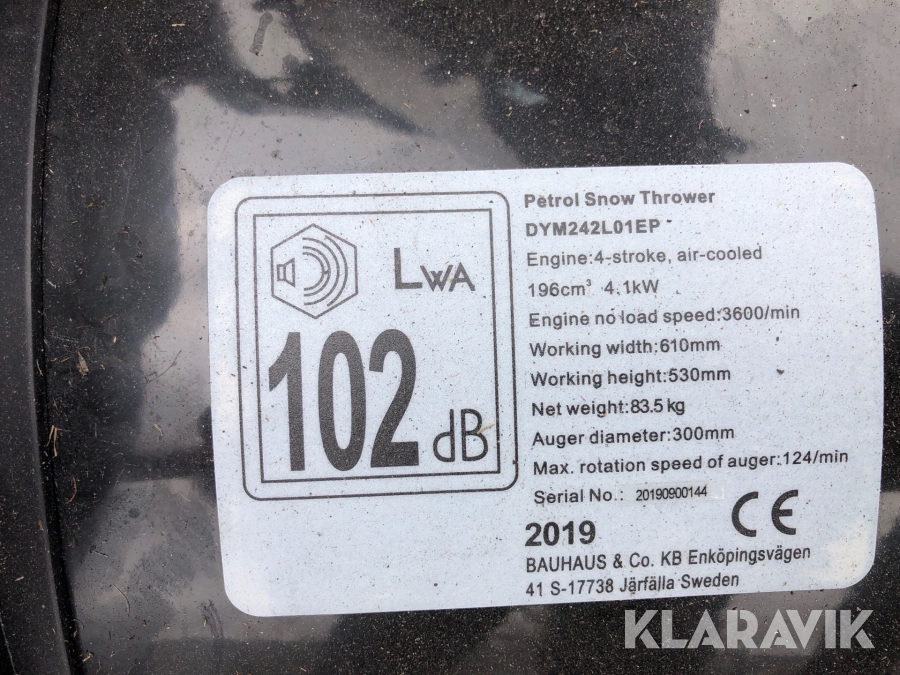 LWA
102 dB
Petrol Snow Thrower
DYM242L01EP
Engine:4-stroke, air-cooled
196cm³ 4.1kW
Engine no load speed:3600/min
Working width:610mm
Working height:530mm
Net weight:83.5kg
Auger diameter:300mm
Max. rotation speed of auger:124/min
Serial No.: 20190900144
2019
CE
BAUHAUS & Co. KB Enköpingsvägen
41 S-17738 Järfälla Sweden
KLARAVIK